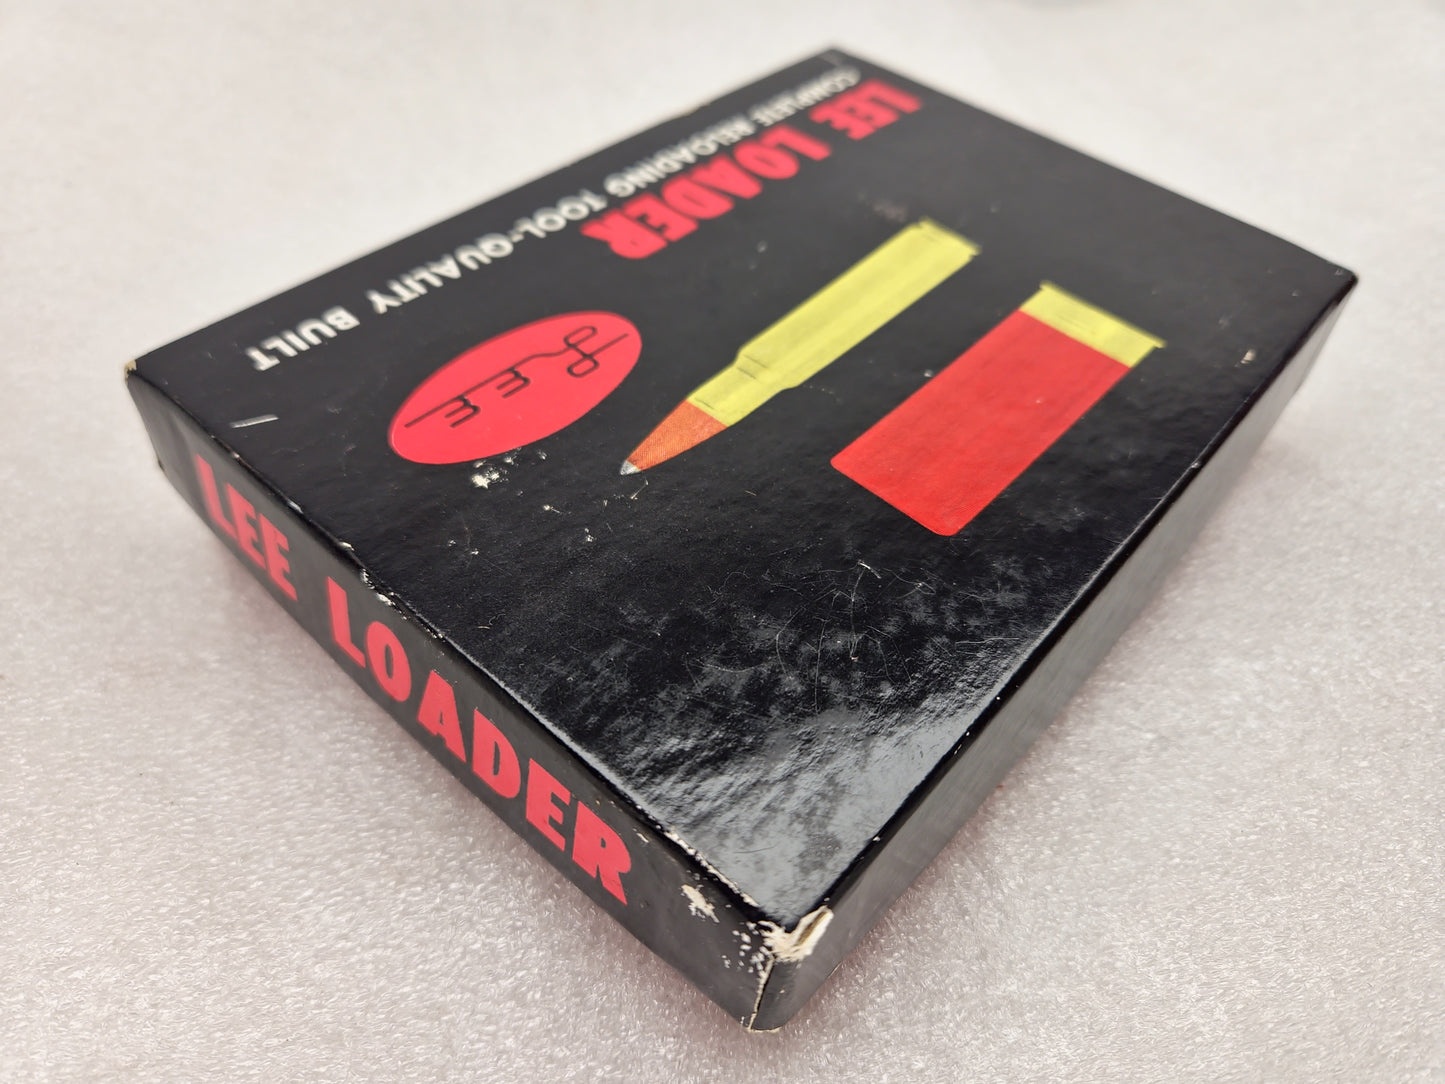 LEE LOADER
COMPLETE RELOADING TOOL-QUALITY BUILT
LEE
LEE LOADER